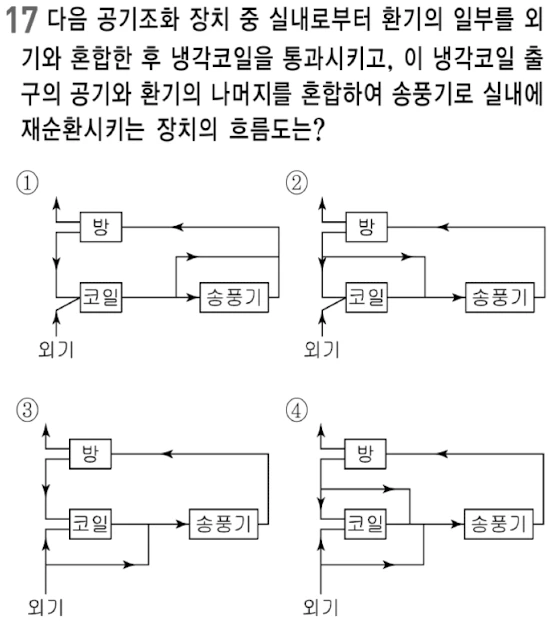 17 다음 공기조화 장치 중 실내로부터 환기의 일부를 외
기와 혼합한 후 냉각코일을 통과시키고, 이 냉각코일 출
구의 공기와 환기의 나머지를 혼합하여 송풍기로 실내에
재순환시키는 장치의 흐름도는?
① ②
방 방
코일 송풍기 코일 송풍기
외기 외기
③ ④
방 방
코일 송풍기 코일 송풍기
외기 외기